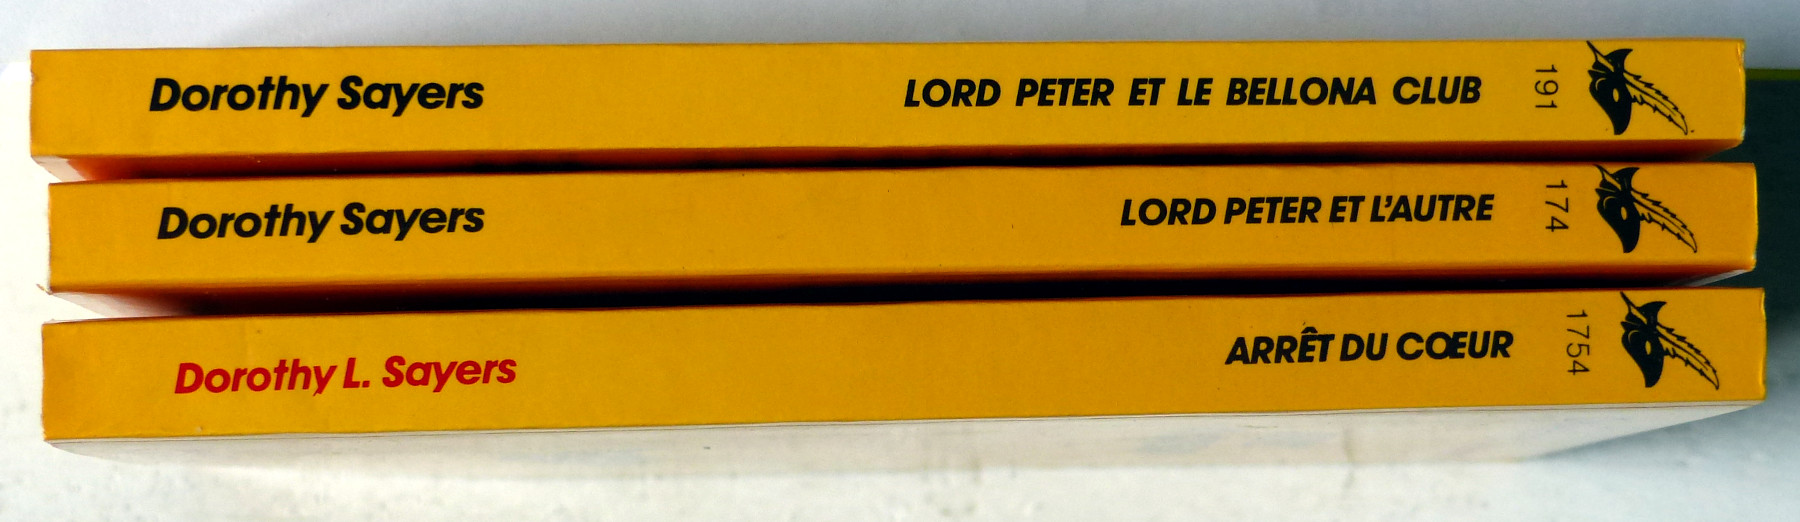 Dorothy Sayers LORD PETER ET LE BELLONA CLUB 191
Dorothy Sayers LORD PETER ET L'AUTRE 174
Dorothy L. Sayers ARRÊT DU CŒUR 1754